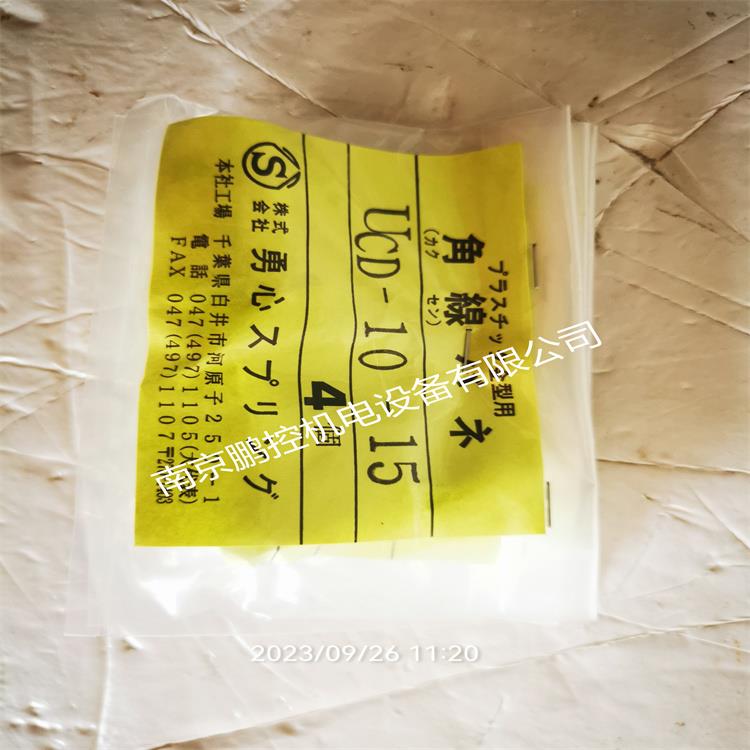 プラスチック金型用
角線バネ
(カク セン)
UCD-10-15
4個
株式会社 勇心スプリング
本社工場 千葉県白井市河原子25-1
電話 047(497)1105(大代表)
FAX 047(497)1107
南京鹏控机电设备有限公司
2023/09/26 11:20